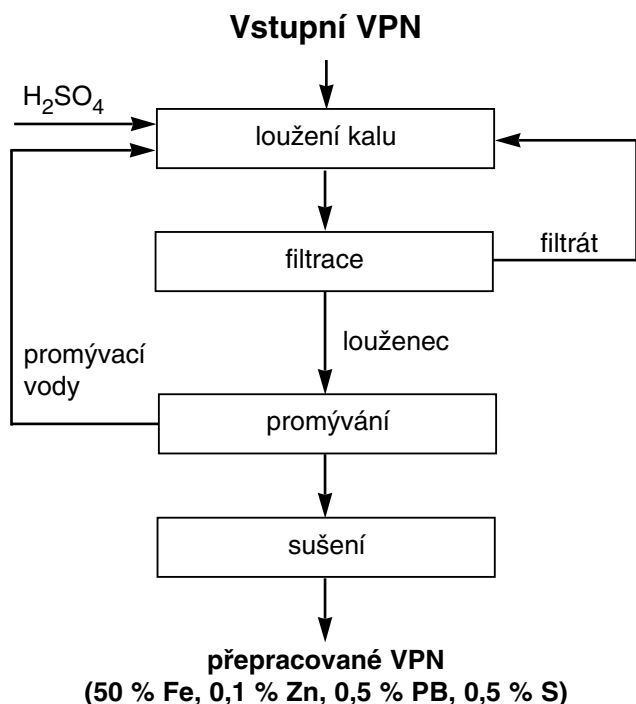 Vstupní VPN
H₂SO₄
loužení kalu
filtrace
filtrát
louženec
promývací
vody
promývání
sušení
přepracované VPN
(50 % Fe, 0,1 % Zn, 0,5 % PB, 0,5 % S)